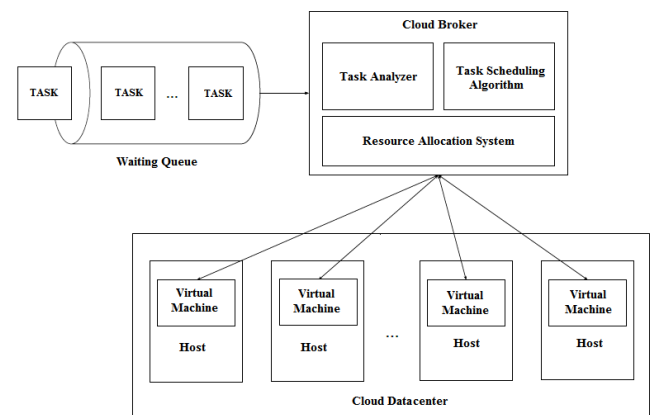 Cloud Broker
Task Analyzer
Task Scheduling
Algorithm
TASK
TASK
...
TASK
Resource Allocation System
Waiting Queue
Virtual
Machine
Host
Virtual
Machine
Host
...
Virtual
Machine
Host
Virtual
Machine
Host
Cloud Datacenter